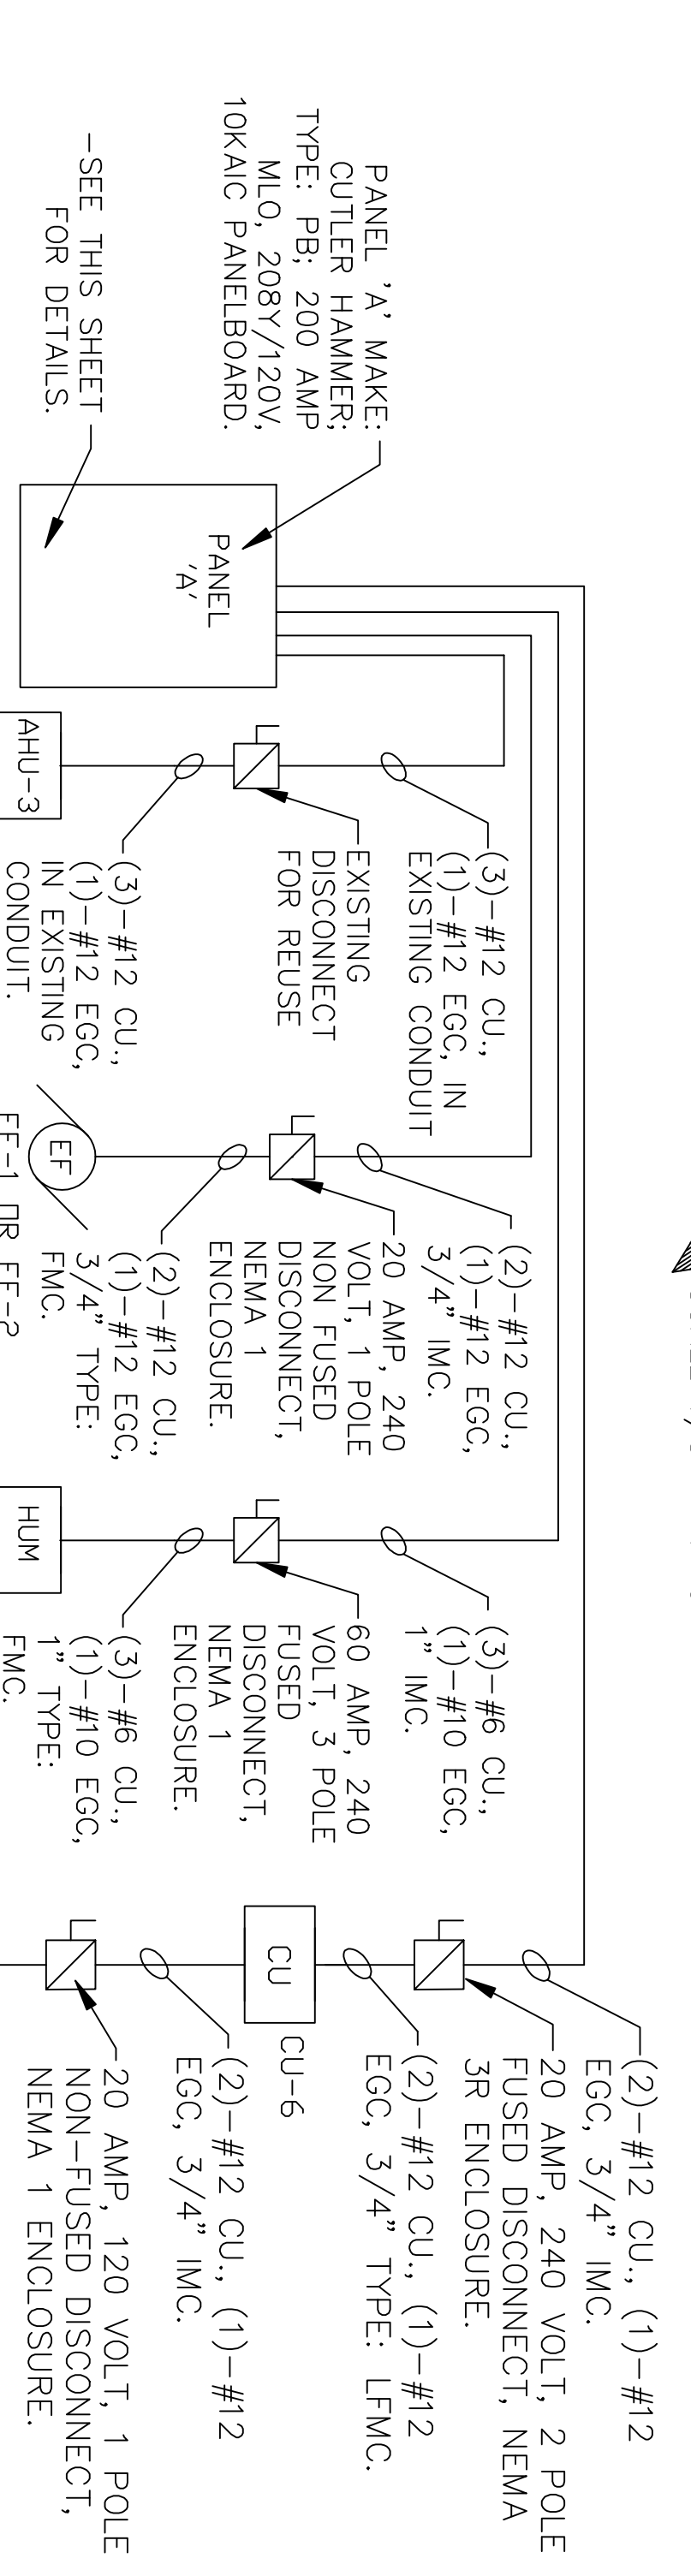 PANEL 'A' MAKE:
CUTLER HAMMER;
TYPE: PB; 200 AMP
MLO, 208Y/120V,
10KAIC PANELBOARD.
-SEE THIS SHEET
FOR DETAILS.
PANEL
'A'
AHU-3
(3)-#12 CU.,
(1)-#12 EGC, IN
EXISTING CONDUIT
EXISTING
DISCONNECT
FOR REUSE
(3)-#12 CU.,
(1)-#12 EGC,
IN EXISTING
CONDUIT.
EF
EF-1 OR EF-2
(2)-#12 CU.,
(1)-#12 EGC,
3/4" IMC.
20 AMP, 240
VOLT, 1 POLE
NON FUSED
DISCONNECT,
NEMA 1
ENCLOSURE.
(2)-#12 CU.,
(1)-#12 EGC,
3/4" TYPE:
FMC.
HUM
(3)-#6 CU.,
(1)-#10 EGC,
1" IMC.
60 AMP, 240
VOLT, 3 POLE
FUSED
DISCONNECT,
NEMA 1
ENCLOSURE.
(3)-#6 CU.,
(1)-#10 EGC,
1" TYPE:
FMC.
(2)-#12 CU., (1)-#12
EGC, 3/4" IMC.
20 AMP, 240 VOLT, 2 POLE
FUSED DISCONNECT, NEMA
3R ENCLOSURE.
(2)-#12 CU., (1)-#12
EGC, 3/4" TYPE: LFMC.
CU
CU-6
(2)-#12 CU., (1)-#12
EGC, 3/4" IMC.
20 AMP, 120 VOLT, 1 POLE
NON-FUSED DISCONNECT,
NEMA 1 ENCLOSURE.